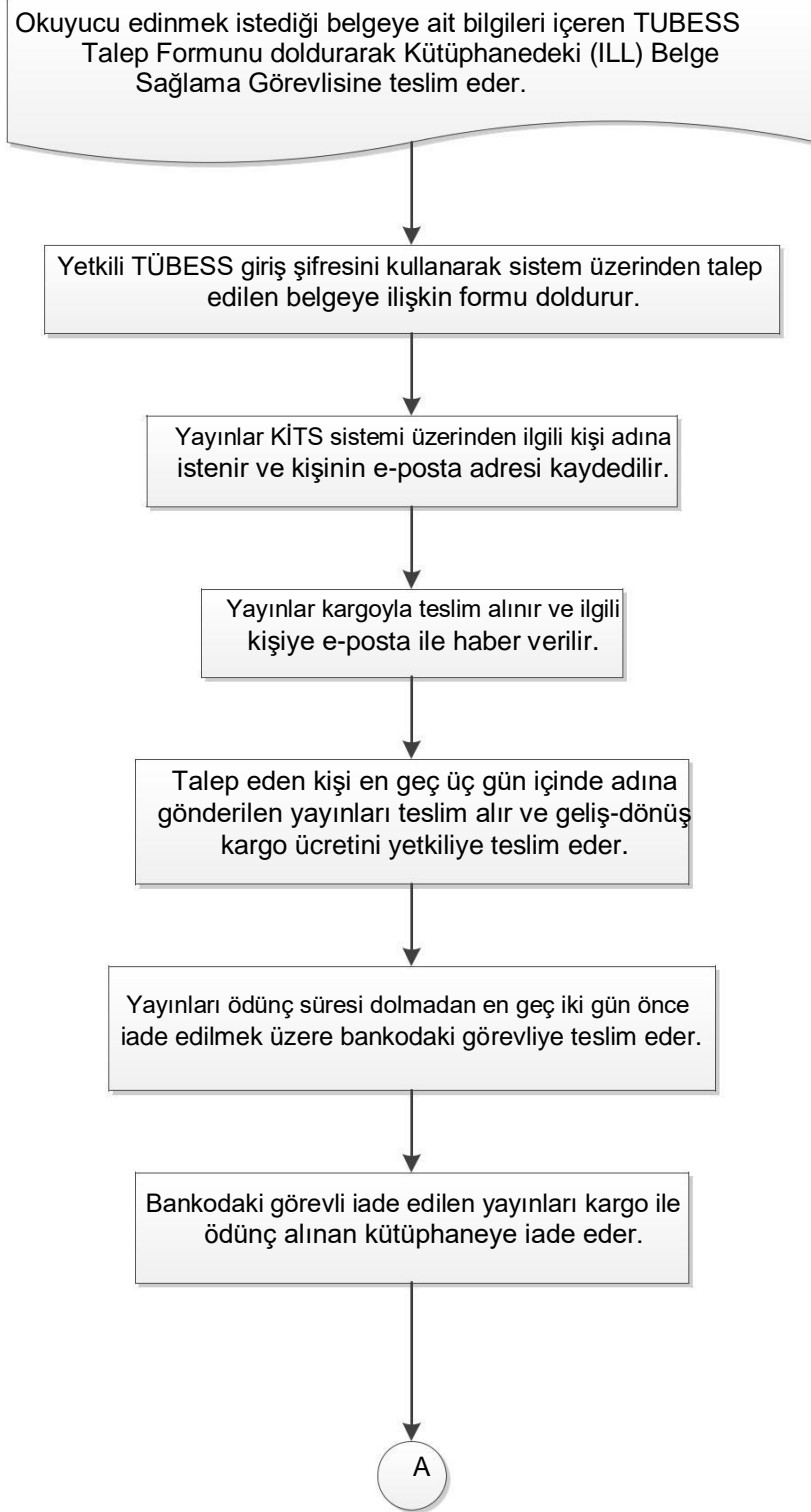 Okuyucu edinmek istediği belgeye ait bilgileri içeren TUBESS
Talep Formunu doldurarak Kütüphanedeki (ILL) Belge
Sağlama Görevlisine teslim eder.
Yetkili TÜBESS giriş şifresini kullanarak sistem üzerinden talep
edilen belgeye ilişkin formu doldurur.
Yayınlar KİTS sistemi üzerinden ilgili kişi adına
istenir ve kişinin e-posta adresi kaydedilir.
Yayınlar kargoyla teslim alınır ve ilgili
kişiye e-posta ile haber verilir.
Talep eden kişi en geç üç gün içinde adına
gönderilen yayınları teslim alır ve geliş-dönüş
kargo ücretini yetkiliye teslim eder.
Yayınları ödünç süresi dolmadan en geç iki gün önce
iade edilmek üzere bankodaki görevliye teslim eder.
Bankodaki görevli iade edilen yayınları kargo ile
ödünç alınan kütüphaneye iade eder.
A